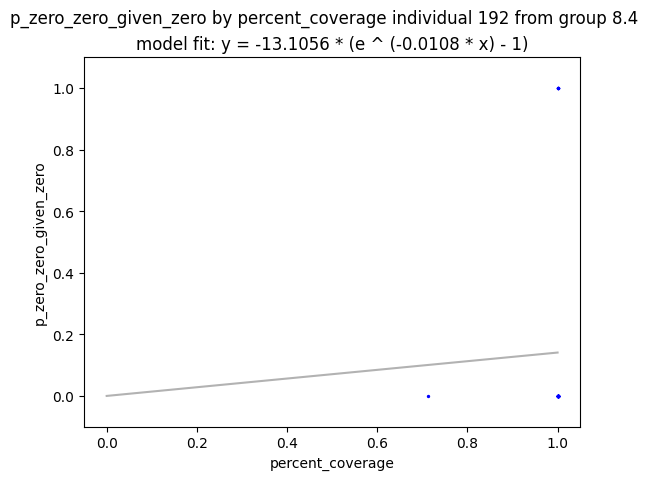 p_zero_zero_given_zero by percent_coverage individual 192 from group 8.4
model fit: y = -13.1056 * (e ^ (-0.0108 * x) - 1)
1.0
0.8
0.6
0.4
0.2
0.0
p_zero_zero_given_zero
0.0 0.2 0.4 0.6 0.8 1.0
percent_coverage